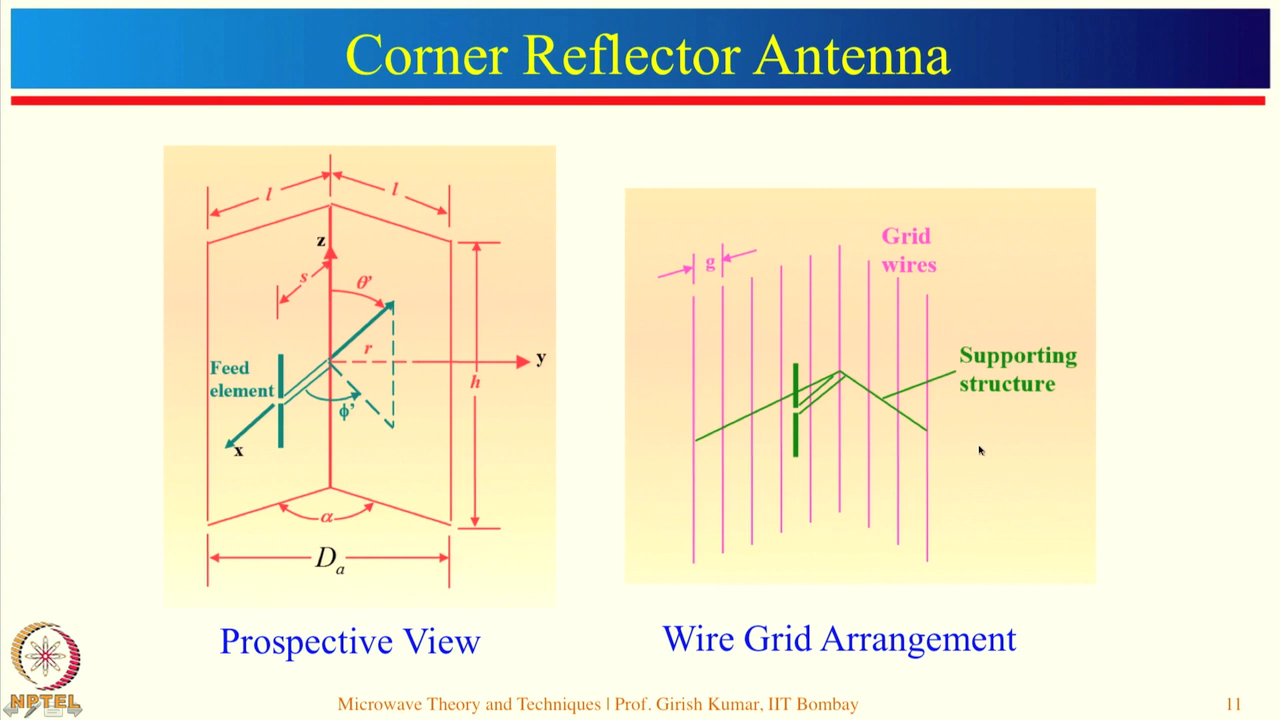 Corner Reflector Antenna
l
l
z
s
θ'
r
y
Feed
element
h
ϕ'
x
α
Dₐ
Prospective View
g
Grid
wires
Supporting
structure
Wire Grid Arrangement
NPTEL
Microwave Theory and Techniques | Prof. Girish Kumar, IIT Bombay
11